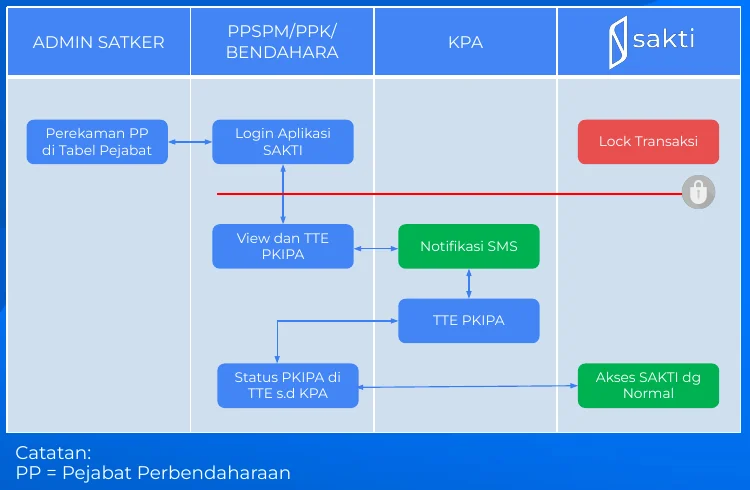 ADMIN SATKER
PPSPM/PPK/
BENDAHARA
KPA
sakti
Perekaman PP
di Tabel Pejabat
Login Aplikasi
SAKTI
Lock Transaksi
View dan TTE
PKIPA
Notifikasi SMS
TTE PKIPA
Status PKIPA di
TTE s.d KPA
Akses SAKTI dg
Normal
Catatan:
PP = Pejabat Perbendaharaan